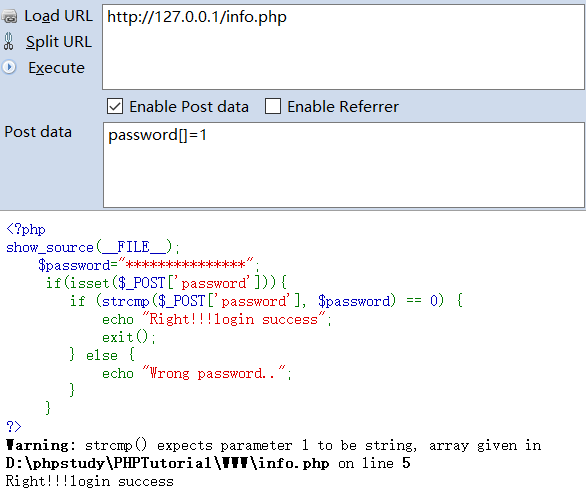 Load URL
http://127.0.0.1/info.php
Split URL
Execute
Enable Post data
Enable Referrer
Post data
password[]=1
<?php
show_source(__FILE__);
    $password="***************";
     if(isset($_POST['password'])){
        if (strcmp($_POST['password'], $password) == 0) {
            echo "Right!!!login success";
            exit();
        } else {
            echo "Wrong password..";
        }
     }
?>
Warning: strcmp() expects parameter 1 to be string, array given in
D:\phpstudy\PHPTutorial\WWW\info.php on line 5
Right!!!login success